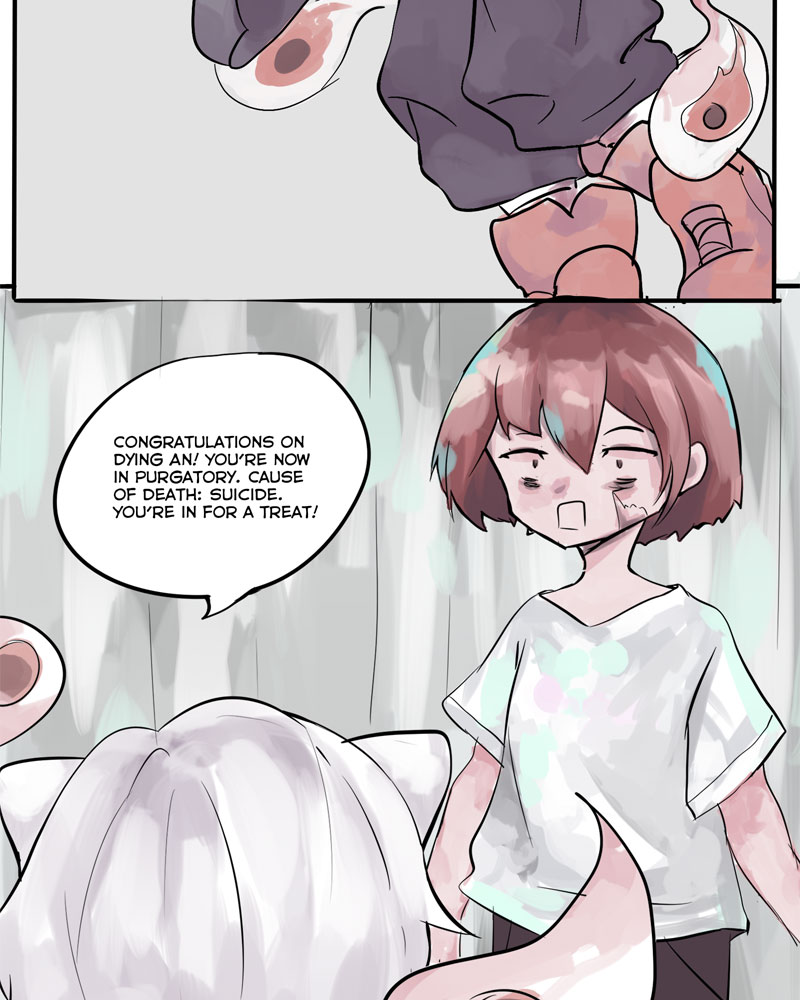 CONGRATULATIONS ON
DYING AN! YOU'RE NOW
IN PURGATORY. CAUSE
OF DEATH: SUICIDE.
YOU'RE IN FOR A TREAT!